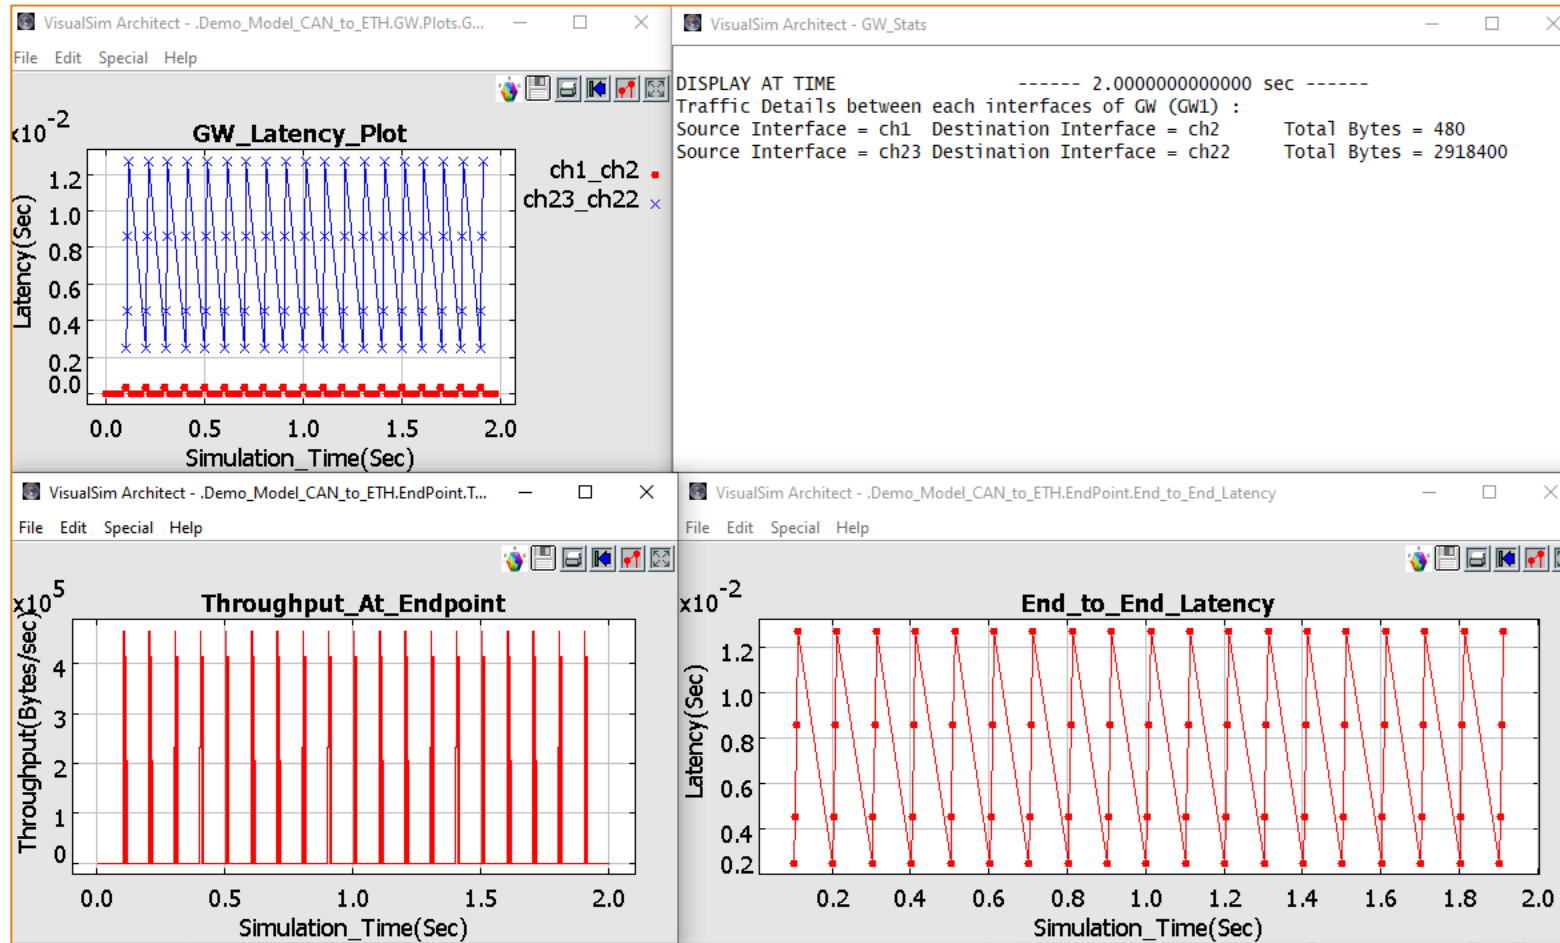 VisualSim Architect - .Demo_Model_CAN_to_ETH.GW.Plots.G...
File Edit Special Help
x10-2
GW_Latency_Plot
ch1_ch2
ch23_ch22
1.2
1.0
0.8
0.6
0.4
0.2
0.0
Latency(Sec)
0.0 0.5 1.0 1.5 2.0
Simulation_Time(Sec)
VisualSim Architect - GW_Stats
DISPLAY AT TIME ------ 2.0000000000000 sec ------
Traffic Details between each interfaces of GW (GW1) :
Source Interface = ch1 Destination Interface = ch2 Total Bytes = 480
Source Interface = ch23 Destination Interface = ch22 Total Bytes = 2918400
VisualSim Architect - .Demo_Model_CAN_to_ETH.EndPoint.T...
File Edit Special Help
x105
Throughput_At_Endpoint
4
3
2
1
0
Throughput(Bytes/sec)
0.0 0.5 1.0 1.5 2.0
Simulation_Time(Sec)
VisualSim Architect - .Demo_Model_CAN_to_ETH.EndPoint.End_to_End_Latency
File Edit Special Help
x10-2
End_to_End_Latency
1.2
1.0
0.8
0.6
0.4
0.2
Latency(Sec)
0.2 0.4 0.6 0.8 1.0 1.2 1.4 1.6 1.8 2.0
Simulation_Time(Sec)